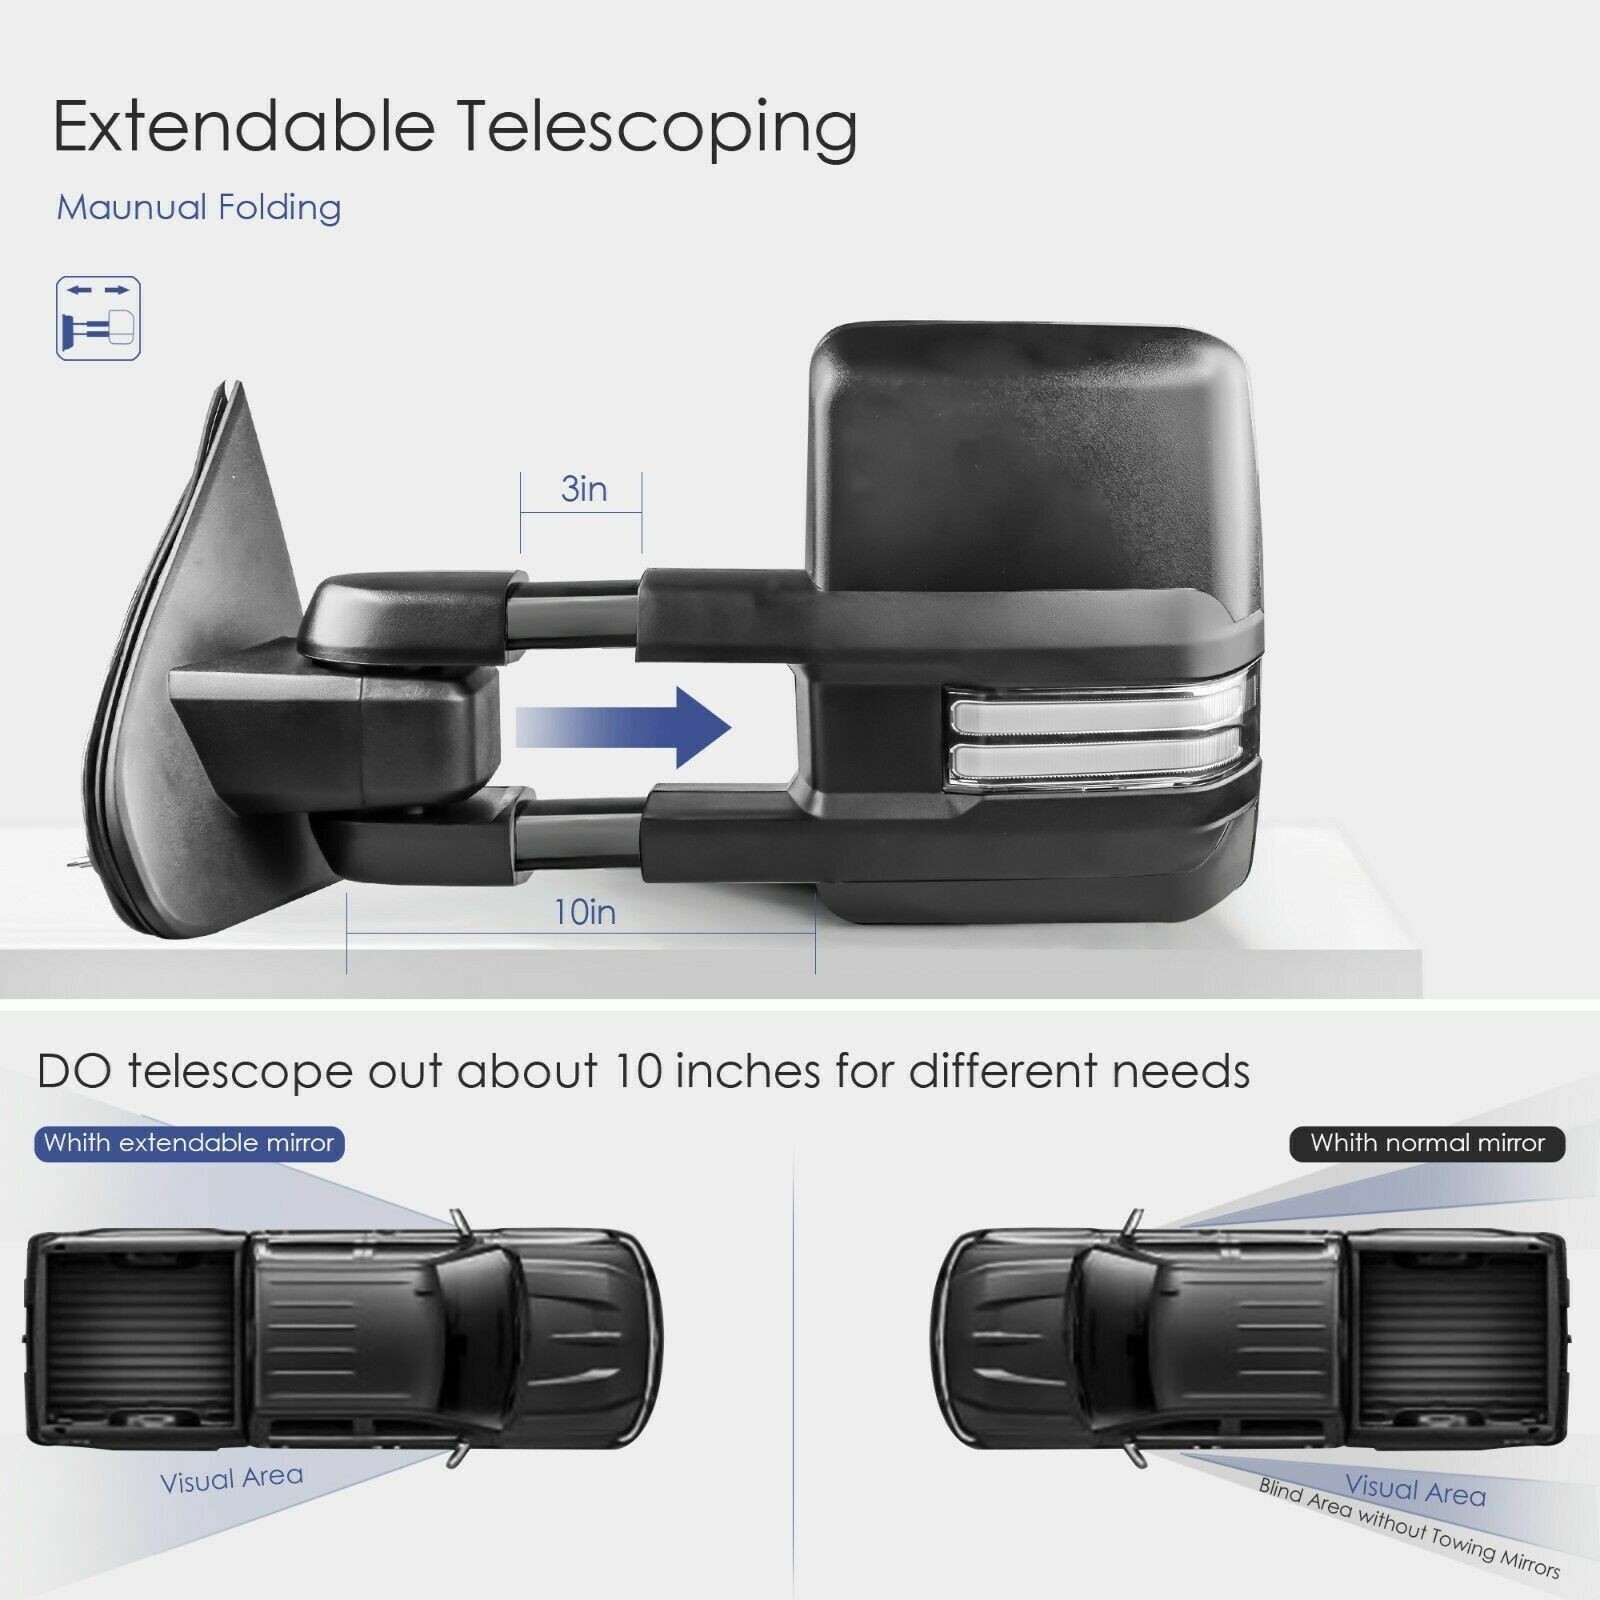 Extendable Telescoping
Maunual Folding
3in
10in
DO telescope out about 10 inches for different needs
Whith extendable mirror
Whith normal mirror
Visual Area
Visual Area
Blind Area without Towing Mirrors